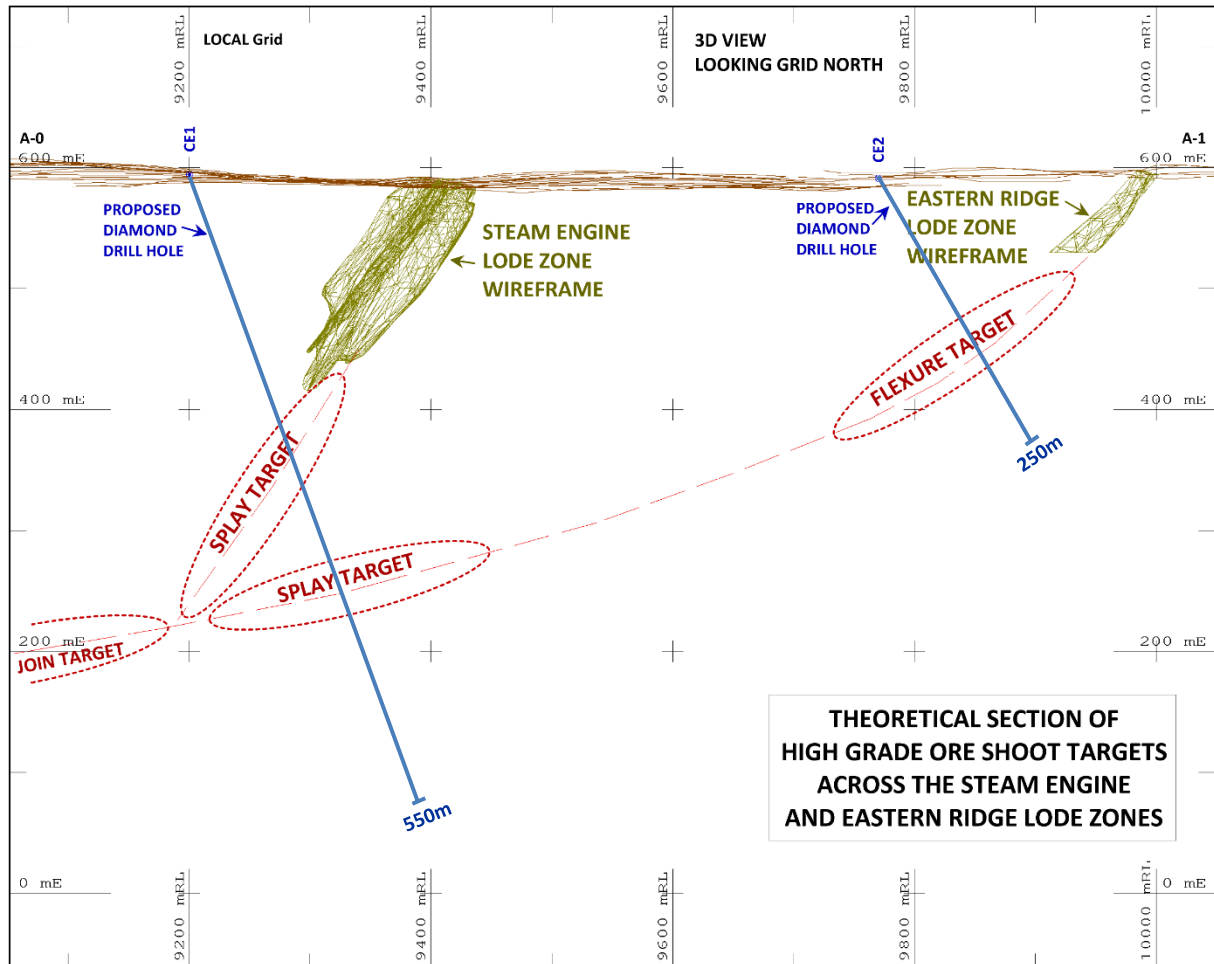 9200 mRL
9400 mRL
9600 mRL
9800 mRL
10000 mRL
LOCAL Grid
3D VIEW
LOOKING GRID NORTH
A-0
CE1
CE2
A-1
600 mE
600 mE
PROPOSED
DIAMOND
DRILL HOLE
STEAM ENGINE
LODE ZONE
WIREFRAME
PROPOSED
DIAMOND
DRILL HOLE
EASTERN RIDGE
LODE ZONE
WIREFRAME
FLEXURE TARGET
400 mE
400 mE
250m
SPLAY TARGET
SPLAY TARGET
JOIN TARGET
200 mE
200 mE
THEORETICAL SECTION OF
HIGH GRADE ORE SHOOT TARGETS
ACROSS THE STEAM ENGINE
AND EASTERN RIDGE LODE ZONES
550m
0 mE
0 mE
9200 mRL
9400 mRL
9600 mRL
9800 mRL
10000 mRL